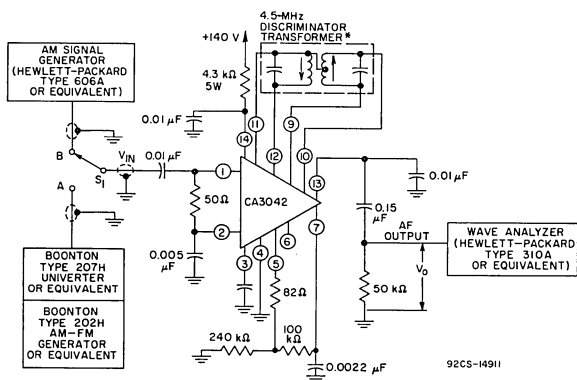 4.5-MHz
DISCRIMINATOR
TRANSFORMER*
+140 V
AM SIGNAL
GENERATOR
(HEWLETT-PACKARD
TYPE 606A
OR EQUIVALENT)
4.3 kΩ
5W
0.01 μF
11
9
12
10
14
13
B
VIN
0.01 μF
S1
A
1
50Ω
CA3042
2
0.005
μF
3
4
5
6
7
0.01 μF
0.15
μF
AF
OUTPUT
WAVE ANALYZER
(HEWLETT-PACKARD
TYPE 310A
OR EQUIVALENT)
Vo
50 kΩ
BOONTON
TYPE 207H
UNIVERTER
OR EQUIVALENT
BOONTON
TYPE 202H
AM-FM
GENERATOR
OR EQUIVALENT
82Ω
240 kΩ
100
kΩ
0.0022 μF
92CS-14911